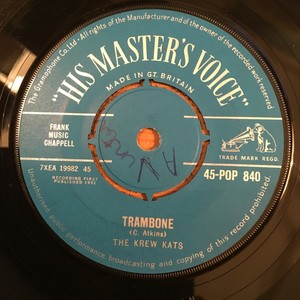 The Gramophone Co. Ltd. All rights of the Manufacturer and of the owner of the recorded work reserved
"HIS MASTER'S VOICE"
MADE IN GT. BRITAIN
FRANK
MUSIC
CHAPPELL
7XEA 19982 45
RECORDING FIRST
PUBLISHED 1961
TRADE MARK REGD.
45-POP 840
TRAMBONE
(C. Atkins)
THE KREW KATS
Unauthorised public performance, broadcasting and copying of this record prohibited